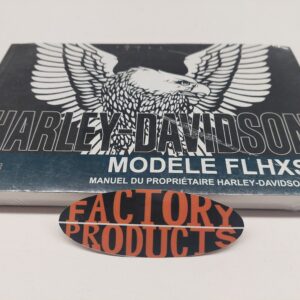 HARLEY-DAVIDSON
MODÈLE FLHXS
MANUEL DU PROPRIÉTAIRE HARLEY-DAVIDSON
FACTORY
PRODUCTS